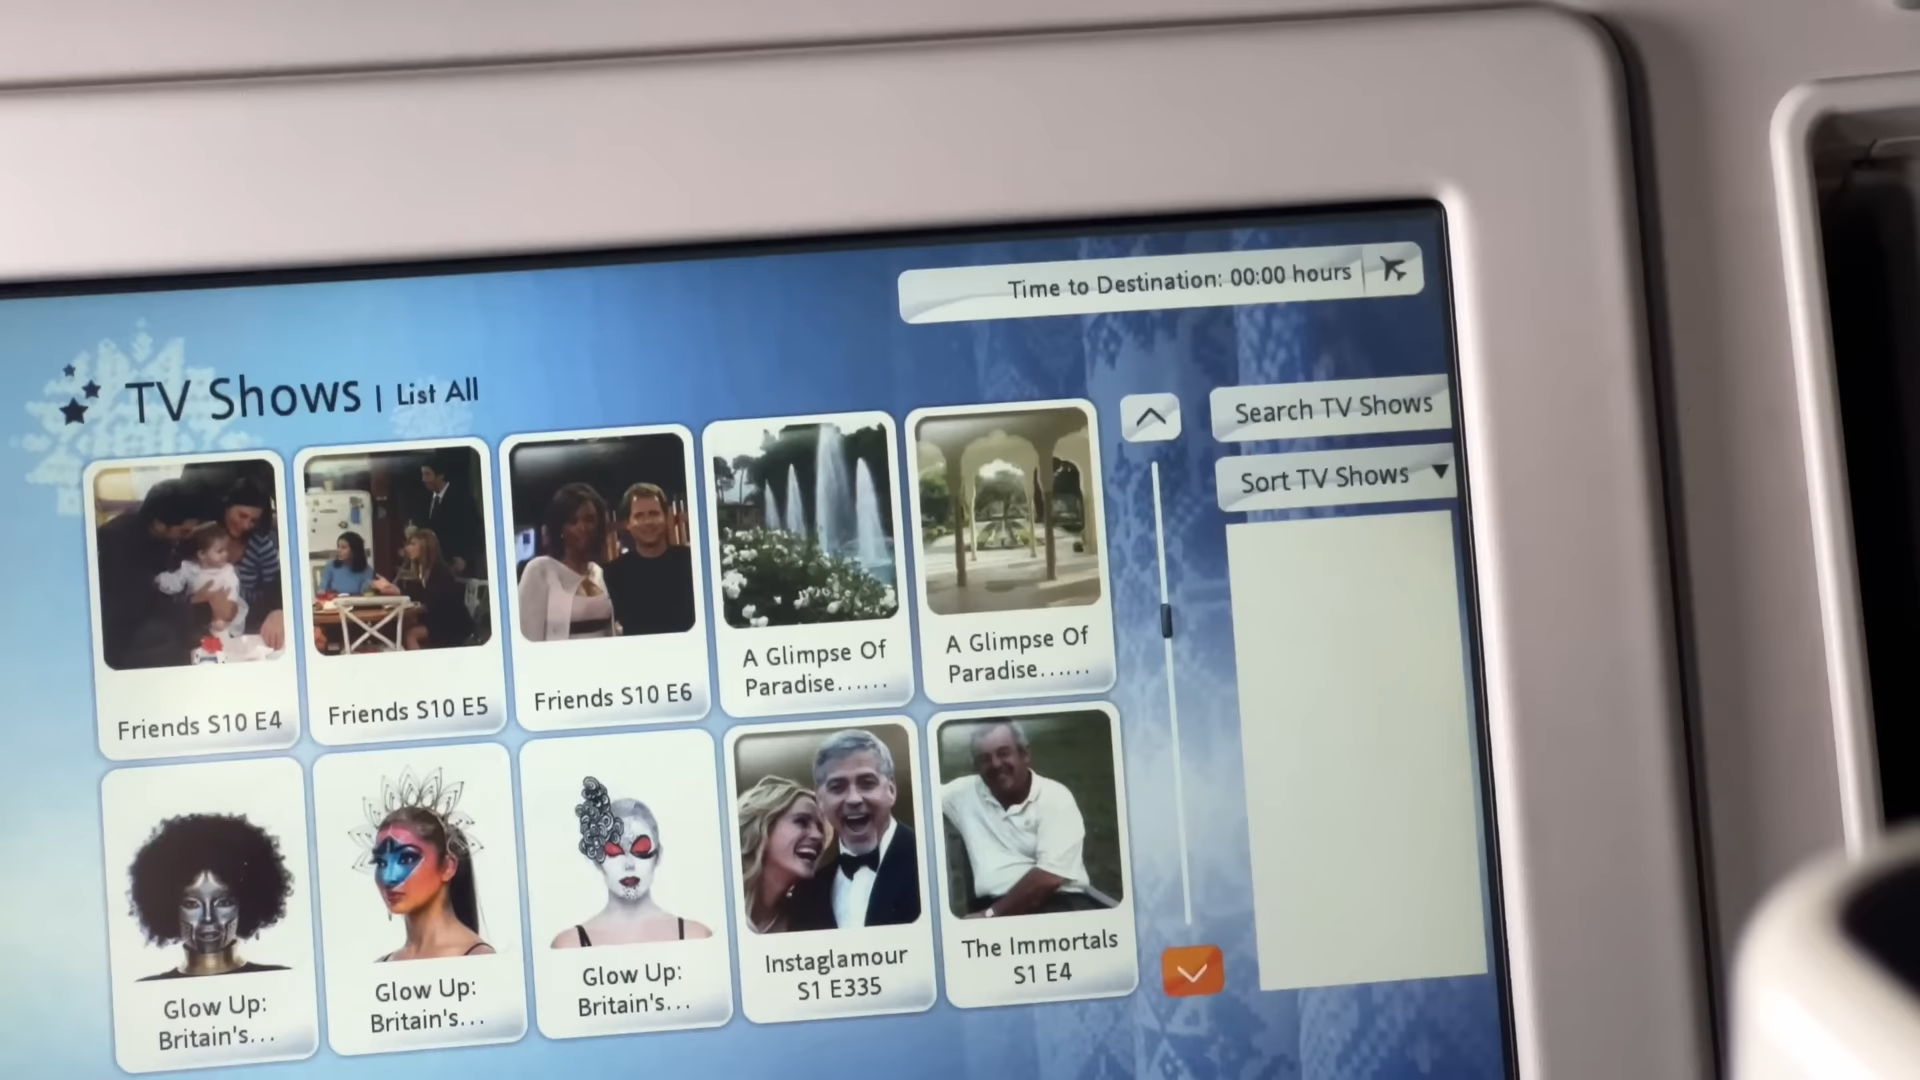 Time to Destination: 00:00 hours
TV Shows | List All
Search TV Shows
Sort TV Shows
Friends S10 E4
Friends S10 E5
Friends S10 E6
A Glimpse Of
Paradise......
A Glimpse Of
Paradise......
Glow Up:
Britain's...
Glow Up:
Britain's...
Glow Up:
Britain's...
Instaglamour
S1 E335
The Immortals
S1 E4